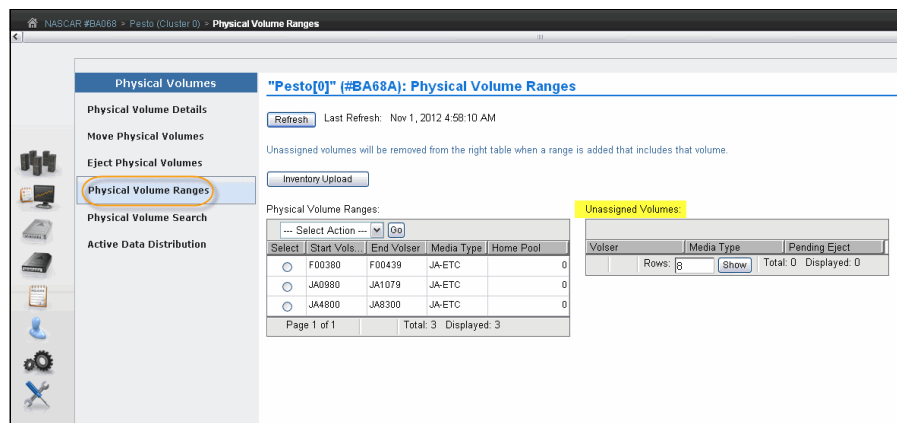 NASCAR #BA068 > Pesto (Cluster 0) > Physical Volume Ranges
Physical Volumes
Physical Volume Details
Move Physical Volumes
Eject Physical Volumes
Physical Volume Ranges
Physical Volume Search
Active Data Distribution
"Pesto[0]" (#BA68A): Physical Volume Ranges
Refresh Last Refresh: Nov 1, 2012 4:58:10 AM
Unassigned volumes will be removed from the right table when a range is added that includes that volume.
Inventory Upload
Physical Volume Ranges:
--- Select Action --- Go
Select Start Vols... End Volser Media Type Home Pool
F00380 F00439 JA-ETC 0
JA0980 JA1079 JA-ETC 0
JA4800 JA8300 JA-ETC 0
Page 1 of 1 Total: 3 Displayed: 3
Unassigned Volumes:
Volser Media Type Pending Eject
Rows: 8 Show Total: 0 Displayed: 0